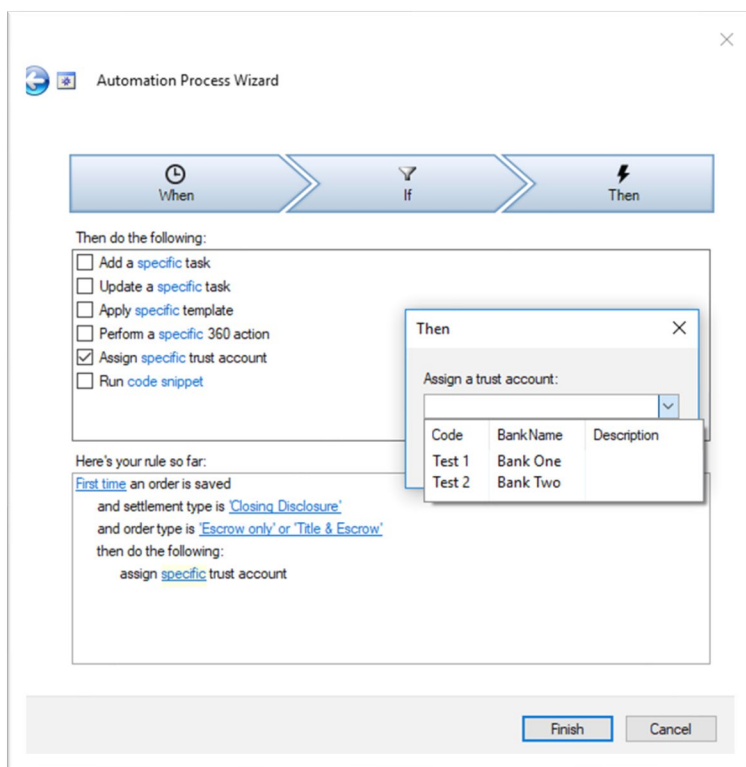 Automation Process Wizard
When
If
Then
Then do the following:
Add a specific task
Update a specific task
Apply specific template
Perform a specific 360 action
Assign specific trust account
Run code snippet
Then
Assign a trust account:
Code BankName Description
Test 1 Bank One
Test 2 Bank Two
Here's your rule so far:
First time an order is saved
and settlement type is 'Closing Disclosure'
and order type is 'Escrow only' or 'Title & Escrow'
then do the following:
assign specific trust account
Finish
Cancel